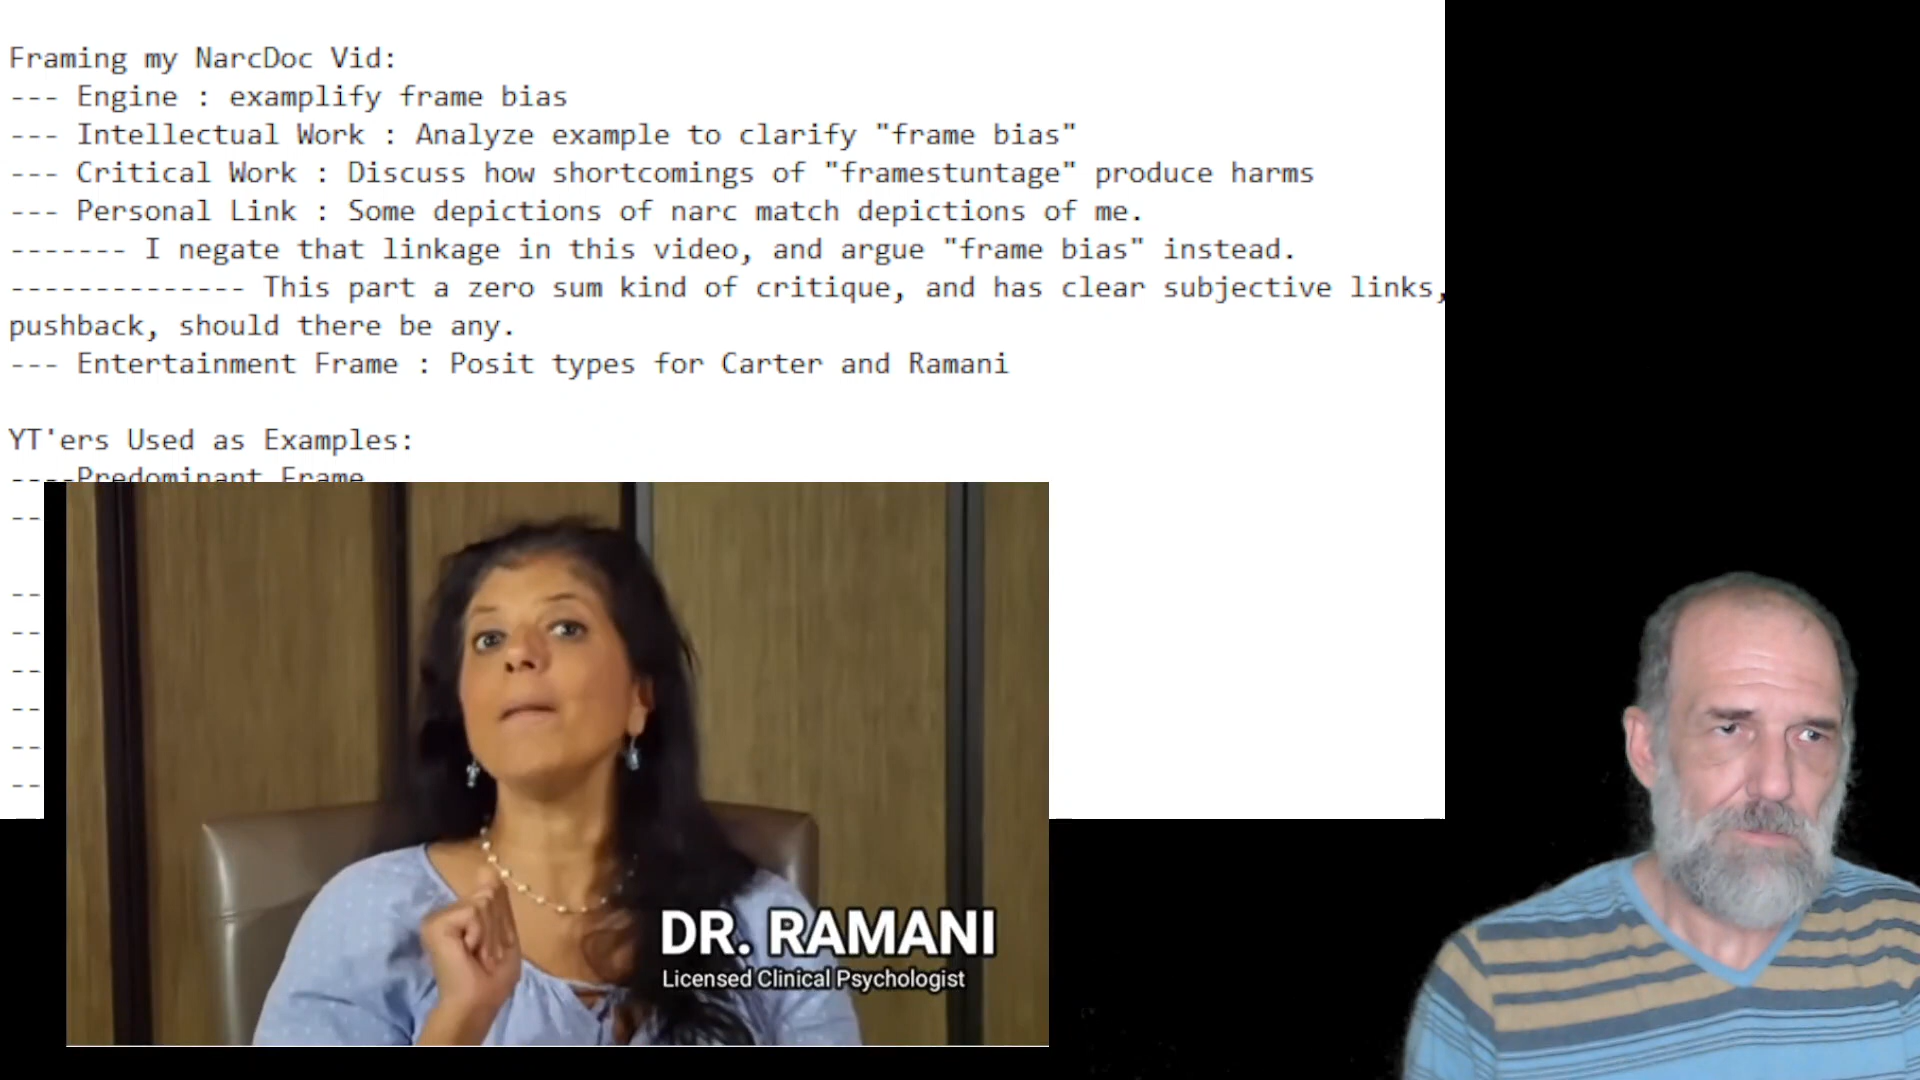 Framing my NarcDoc Vid:
--- Engine : examplify frame bias
--- Intellectual Work : Analyze example to clarify "frame bias"
--- Critical Work : Discuss how shortcomings of "framestuntage" produce harms
--- Personal Link : Some depictions of narc match depictions of me.
------- I negate that linkage in this video, and argue "frame bias" instead.
-------------- This part a zero sum kind of critique, and has clear subjective links,
pushback, should there be any.
--- Entertainment Frame : Posit types for Carter and Ramani
YT'ers Used as Examples:
----Predominant Frame
--
--
--
--
--
--
--
DR. RAMANI
Licensed Clinical Psychologist